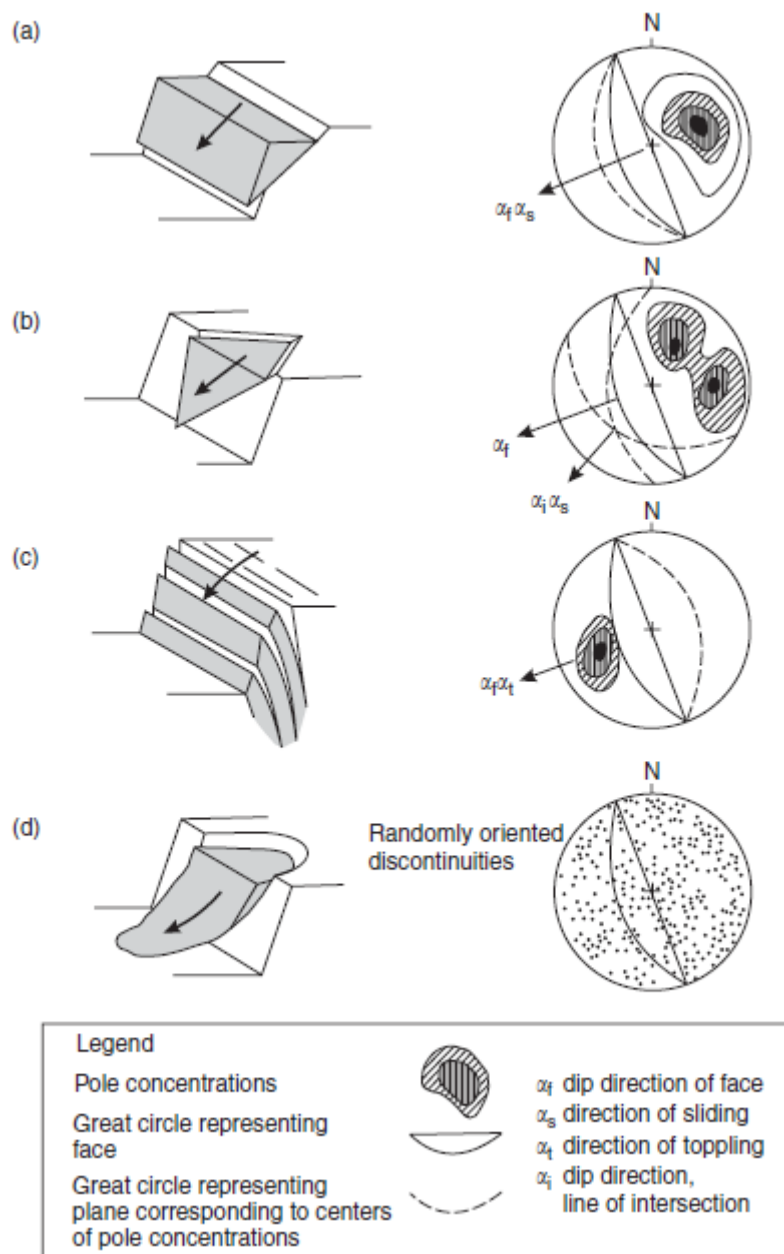 (a)
N
αf αs
(b)
N
αf
αi αs
(c)
N
αf αt
(d)
Randomly oriented
discontinuities
N
Legend
Pole concentrations
Great circle representing
face
Great circle representing
plane corresponding to centers
of pole concentrations
αf dip direction of face
αs direction of sliding
αt direction of toppling
αi dip direction,
line of intersection